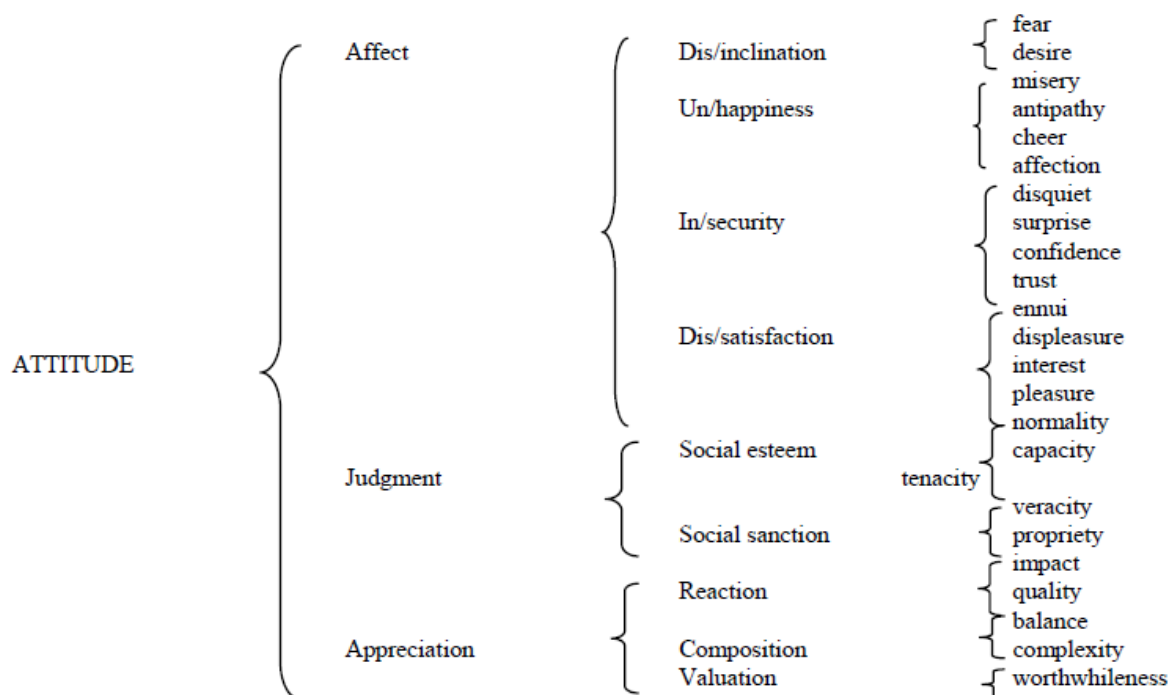 fear
Affect Dis/inclination desire
misery
Un/happiness antipathy
cheer
affection
disquiet
In/security surprise
confidence
trust
ennui
Dis/satisfaction displeasure
ATTITUDE interest
pleasure
normality
Social esteem capacity
Judgment tenacity
veracity
Social sanction propriety
impact
Reaction quality
balance
Appreciation Composition complexity
Valuation worthwhileness